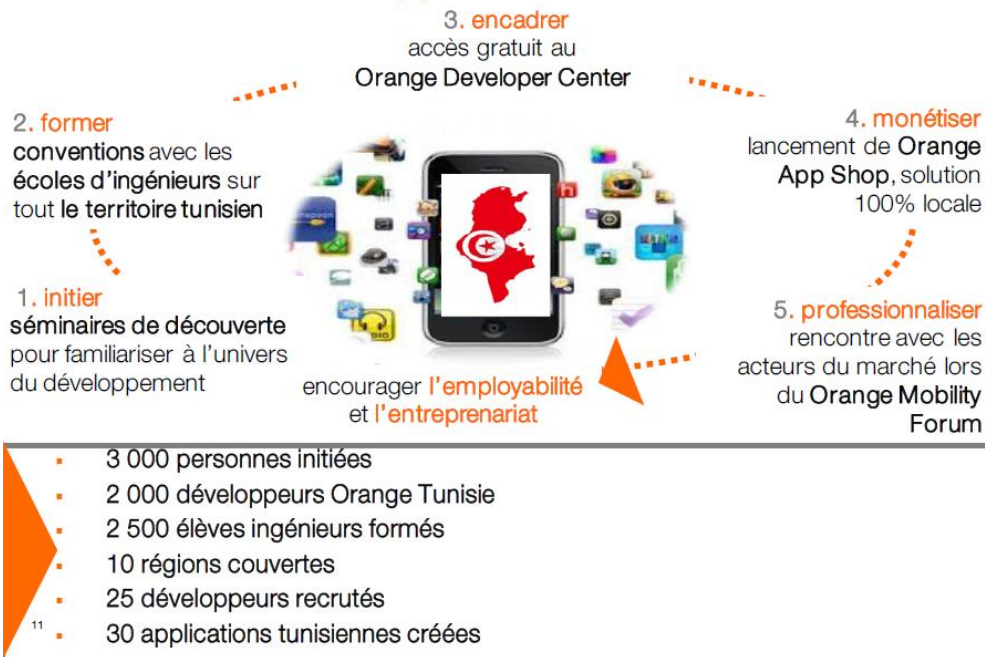 3. encadrer
accès gratuit au
Orange Developer Center
2. former
conventions avec les
écoles d'ingénieurs sur
tout le territoire tunisien
4. monétiser
lancement de Orange
App Shop, solution
100% locale
1. initier
séminaires de découverte
pour familiariser à l'univers
du développement
5. professionnaliser
rencontre avec les
acteurs du marché lors
du Orange Mobility
Forum
encourager l'employabilité
et l'entreprenariat
3 000 personnes initiées
2 000 développeurs Orange Tunisie
2 500 élèves ingénieurs formés
10 régions couvertes
25 développeurs recrutés
30 applications tunisiennes créées
11